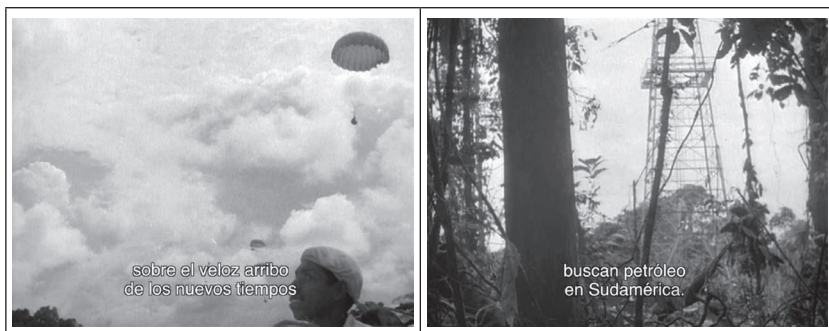 sobre el veloz arribo
de los nuevos tiempos
buscan petróleo
en Sudamérica.